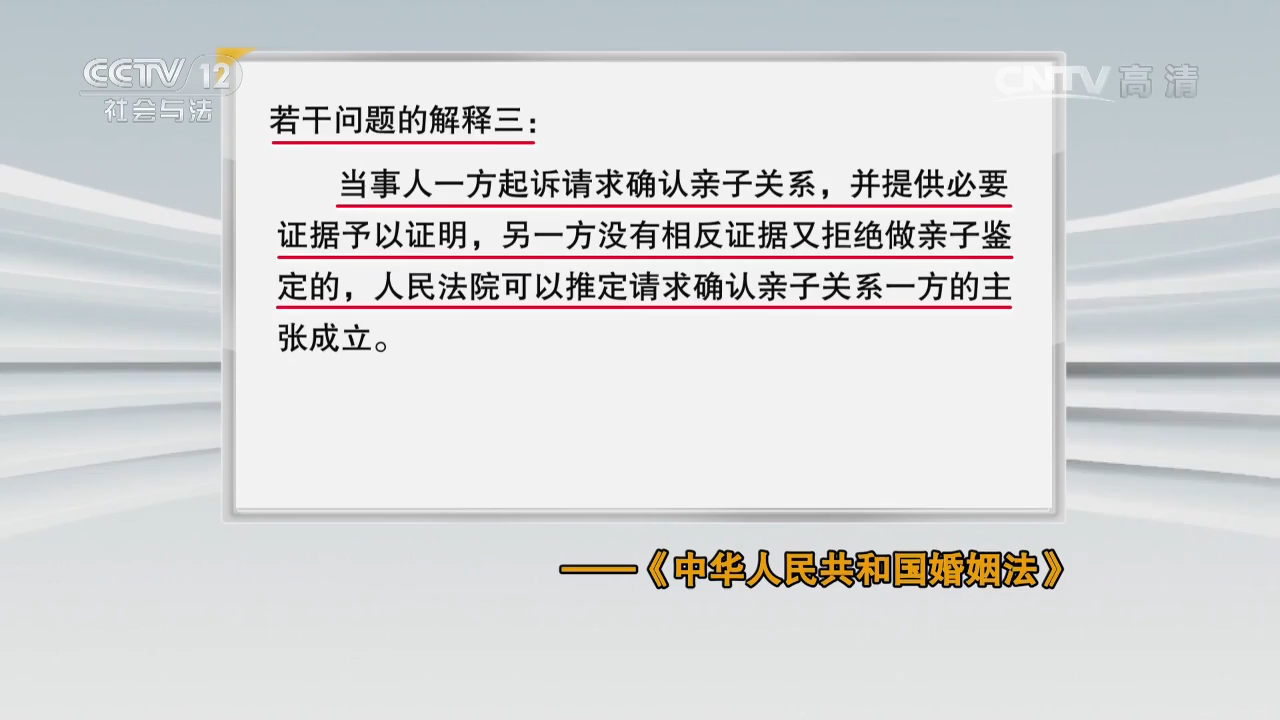 CCTV 12
社会与法
CNTV 高清
若干问题的解释三：
当事人一方起诉请求确认亲子关系，并提供必要
证据予以证明，另一方没有相反证据又拒绝做亲子鉴
定的，人民法院可以推定请求确认亲子关系一方的主
张成立。
——《中华人民共和国婚姻法》